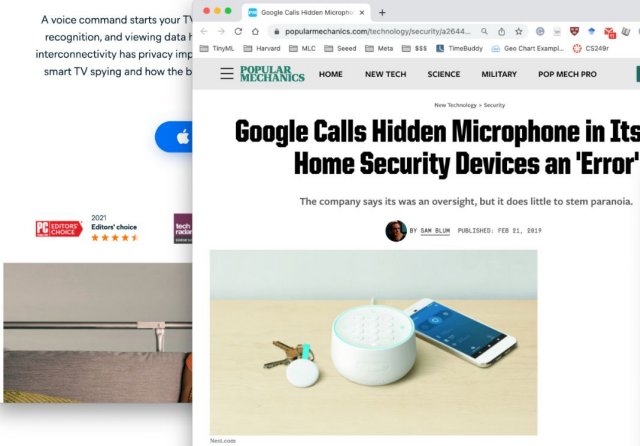 A voice command starts your TV
recognition, and viewing data h
interconnectivity has privacy imp
smart TV spying and how the b
PC EDITORS' CHOICE
2021
Editors' choice
tech
radar
Google Calls Hidden Microphor
popularmechanics.com/technology/security/a2644...
TinyML Harvard MLC Seeed Meta $$$ TimeBuddy Geo Chart Exampl... CS249r
POPULAR
MECHANICS
HOME NEW TECH SCIENCE MILITARY POP MECH PRO
New Technology > Security
Google Calls Hidden Microphone in Its
Home Security Devices an 'Error'
The company says its was an oversight, but it does little to stem paranoia.
BY SAM BLUM PUBLISHED: FEB 21, 2019
Nest.com